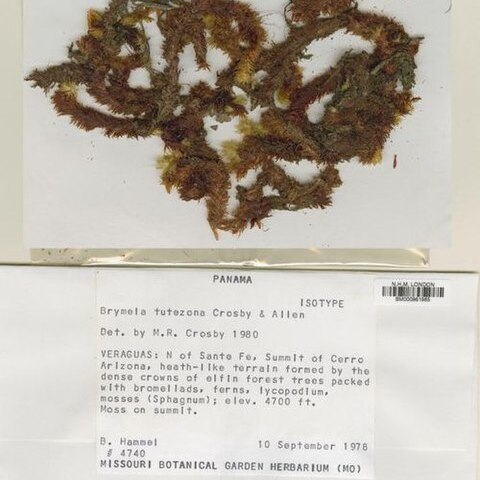 PANAMA
ISOTYPE
N.H.M. LONDON
BM000961985
Brymela tutezona Crosby & Allen
Det. by M.R. Crosby 1980
VERAGUAS: N of Sante Fe, Summit of Cerro
Arizona, heath-like terrain formed by the
dense crowns of elfin forest trees packed
with bromeliads, ferns, lycopodium,
mosses (Sphagnum); elev. 4700 ft.
Moss on summit.
B. Hammel 10 September 1978
# 4740
MISSOURI BOTANICAL GARDEN HERBARIUM (MO)